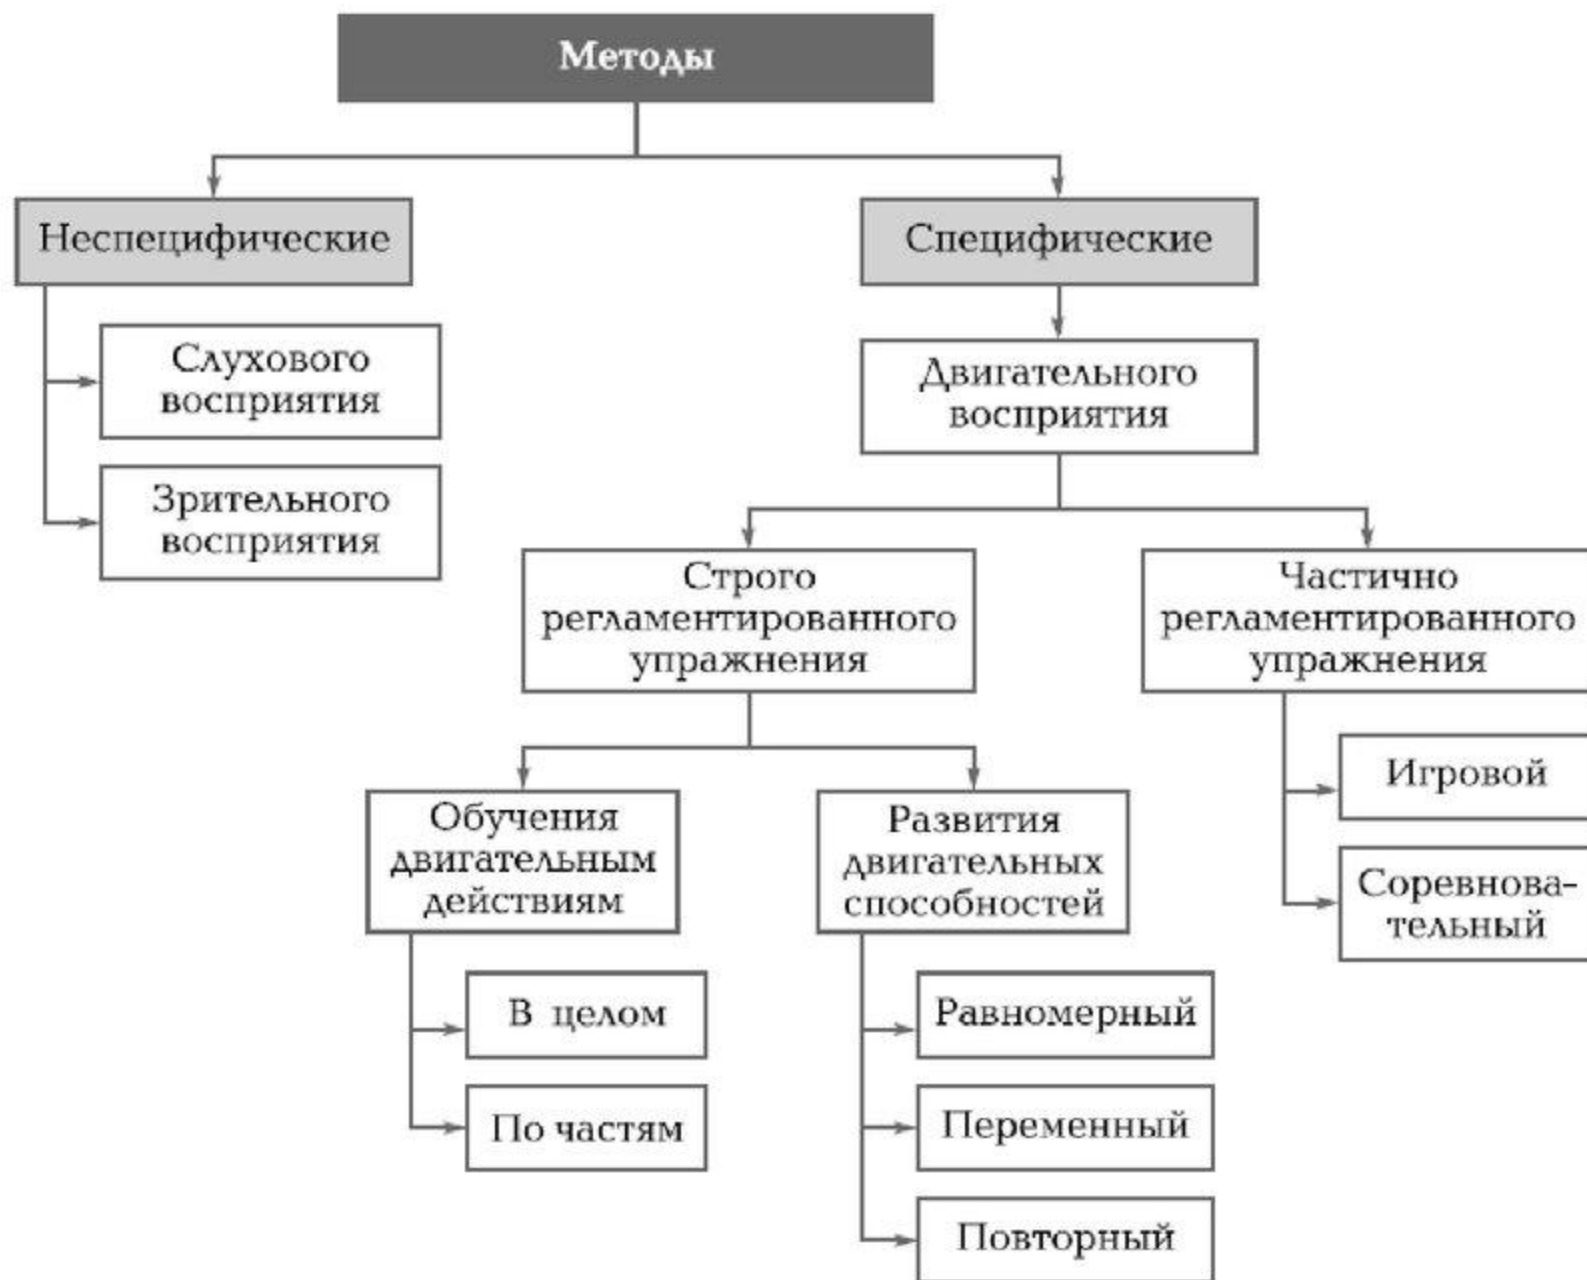 Методы
Неспецифические
Специфические
Слухового
восприятия
Двигательного
восприятия
Зрительного
восприятия
Строго
регламентированного
упражнения
Частично
регламентированного
упражнения
Игровой
Обучения
двигательным
действиям
Развития
двигательных
способностей
Соревнова-
тельный
В целом
Равномерный
По частям
Переменный
Повторный